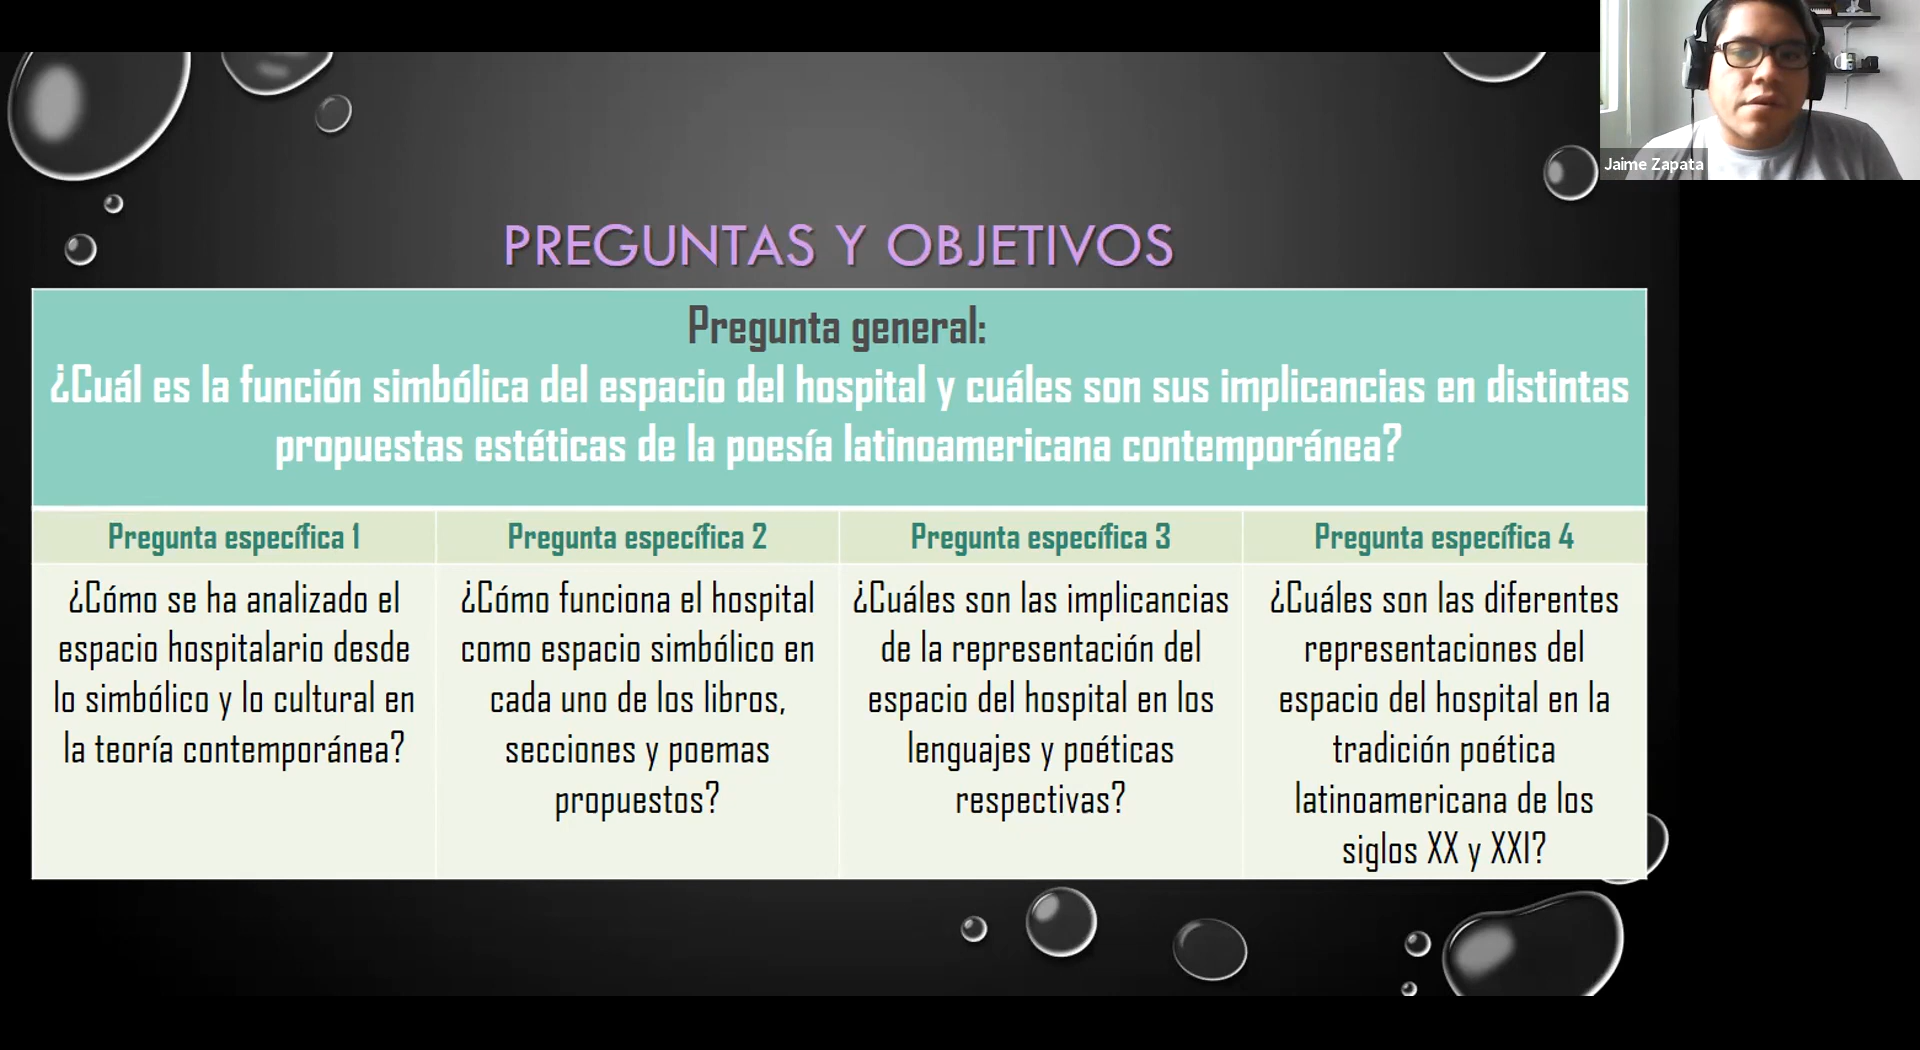 Jaime Zapata
PREGUNTAS Y OBJETIVOS
Pregunta general:
¿Cuál es la función simbólica del espacio del hospital y cuáles son sus implicancias en distintas
propuestas estéticas de la poesía latinoamericana contemporánea?
Pregunta específica 1
¿Cómo se ha analizado el
espacio hospitalario desde
lo simbólico y lo cultural en
la teoría contemporánea?
Pregunta específica 2
¿Cómo funciona el hospital
como espacio simbólico en
cada uno de los libros,
secciones y poemas
propuestos?
Pregunta específica 3
¿Cuáles son las implicancias
de la representación del
espacio del hospital en los
lenguajes y poéticas
respectivas?
Pregunta específica 4
¿Cuáles son las diferentes
representaciones del
espacio del hospital en la
tradición poética
latinoamericana de los
siglos XX y XXI?